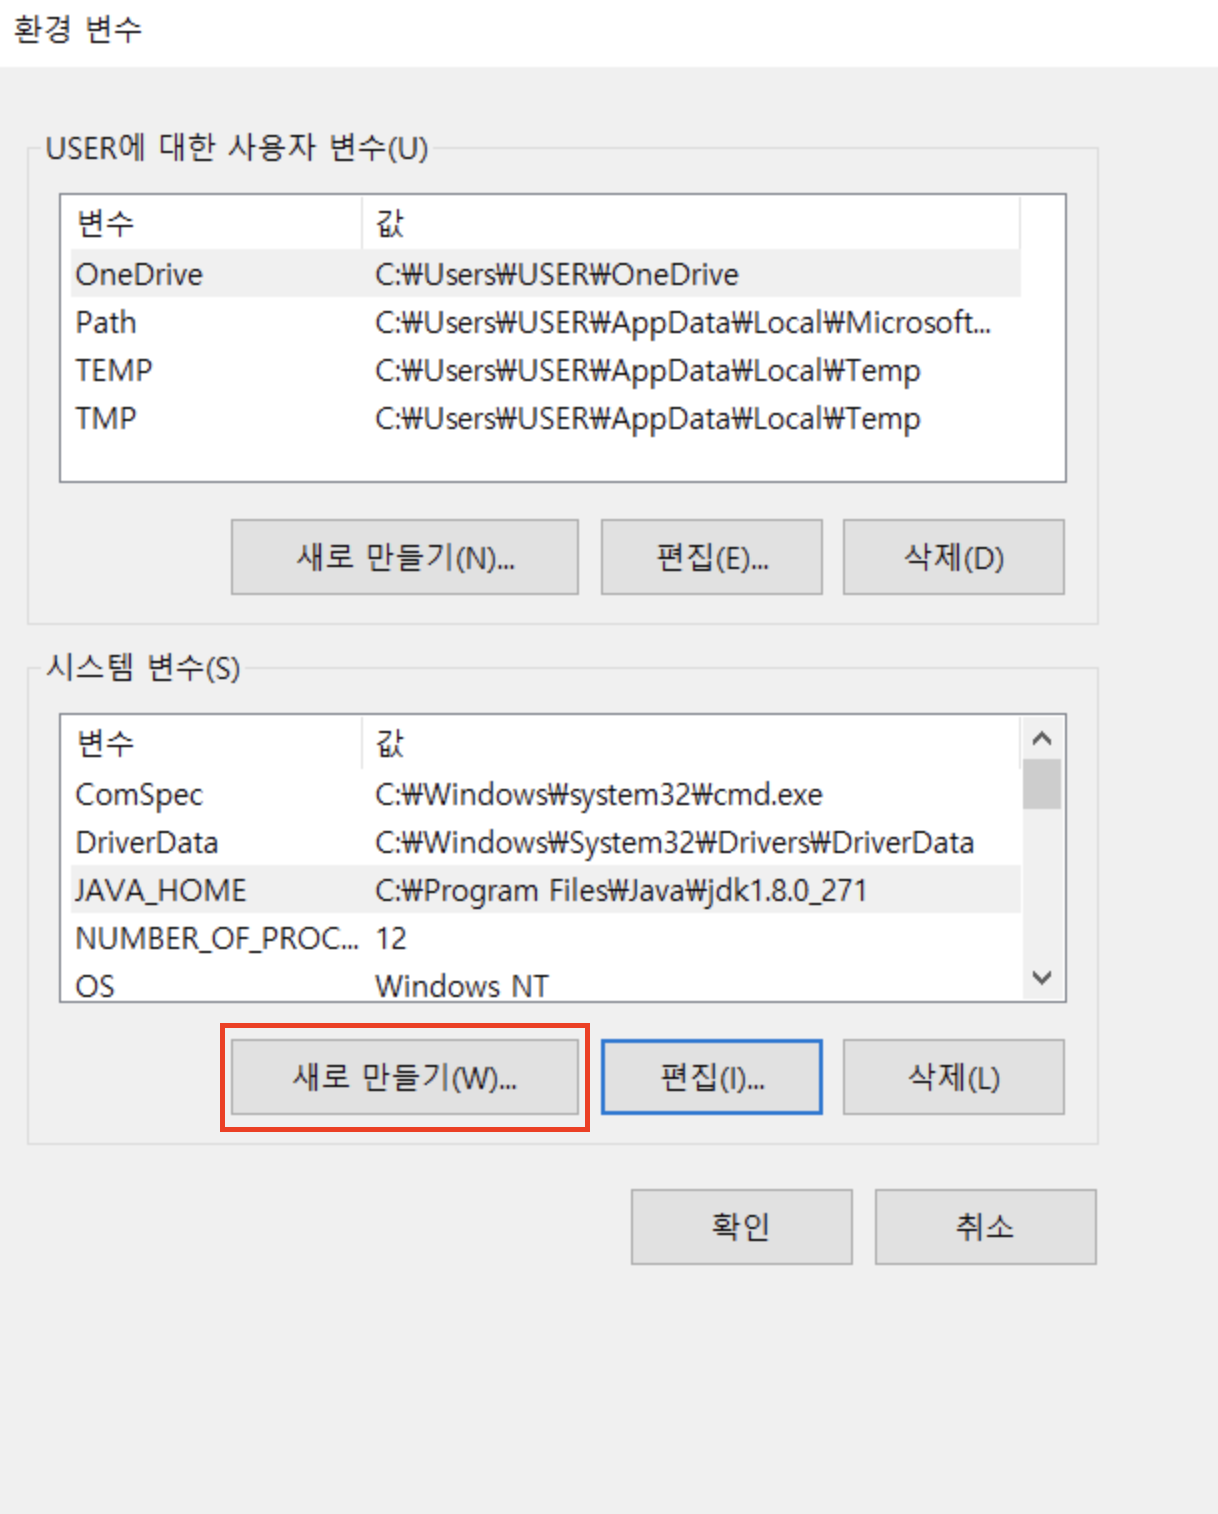 환경 변수
USER에 대한 사용자 변수(U)
변수 값
OneDrive C:₩Users₩USER₩OneDrive
Path C:₩Users₩USER₩AppData₩Local₩Microsoft...
TEMP C:₩Users₩USER₩AppData₩Local₩Temp
TMP C:₩Users₩USER₩AppData₩Local₩Temp
새로 만들기(N)... 편집(E)... 삭제(D)
시스템 변수(S)
변수 값
ComSpec C:₩Windows₩system32₩cmd.exe
DriverData C:₩Windows₩System32₩Drivers₩DriverData
JAVA_HOME C:₩Program Files₩Java₩jdk1.8.0_271
NUMBER_OF_PROC... 12
OS Windows NT
새로 만들기(W)... 편집(I)... 삭제(L)
확인 취소